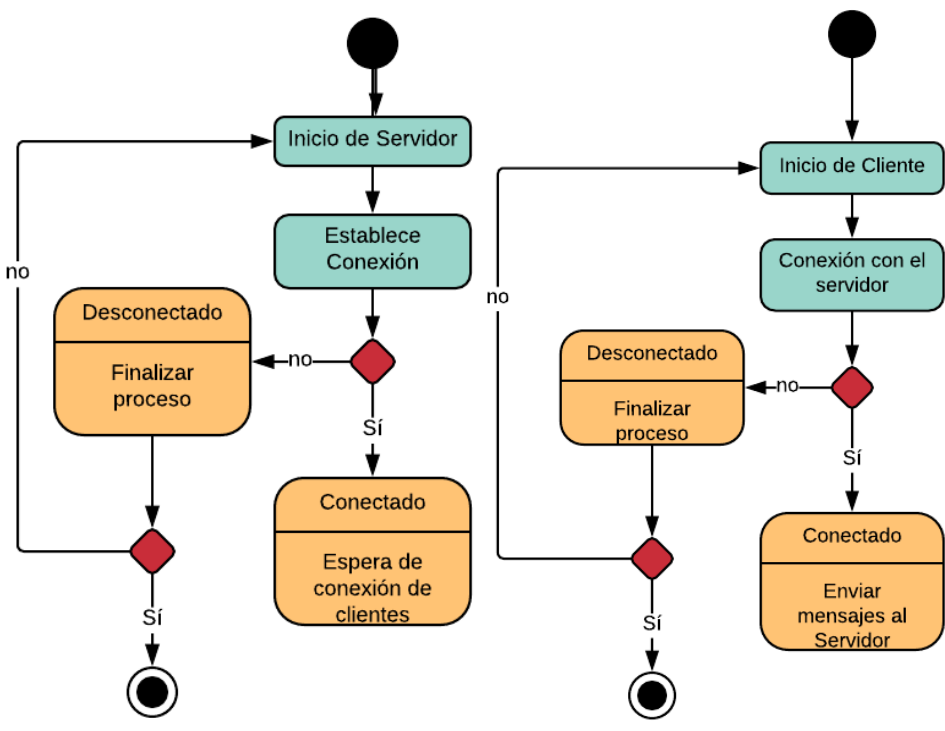 Inicio de Servidor
Establece
Conexión
no
Desconectado
Finalizar
proceso
no
Sí
Conectado
Espera de
conexión de
clientes
Sí
Inicio de Cliente
Conexión con el
servidor
no
Desconectado
Finalizar
proceso
no
Sí
Conectado
Enviar
mensajes al
Servidor
Sí